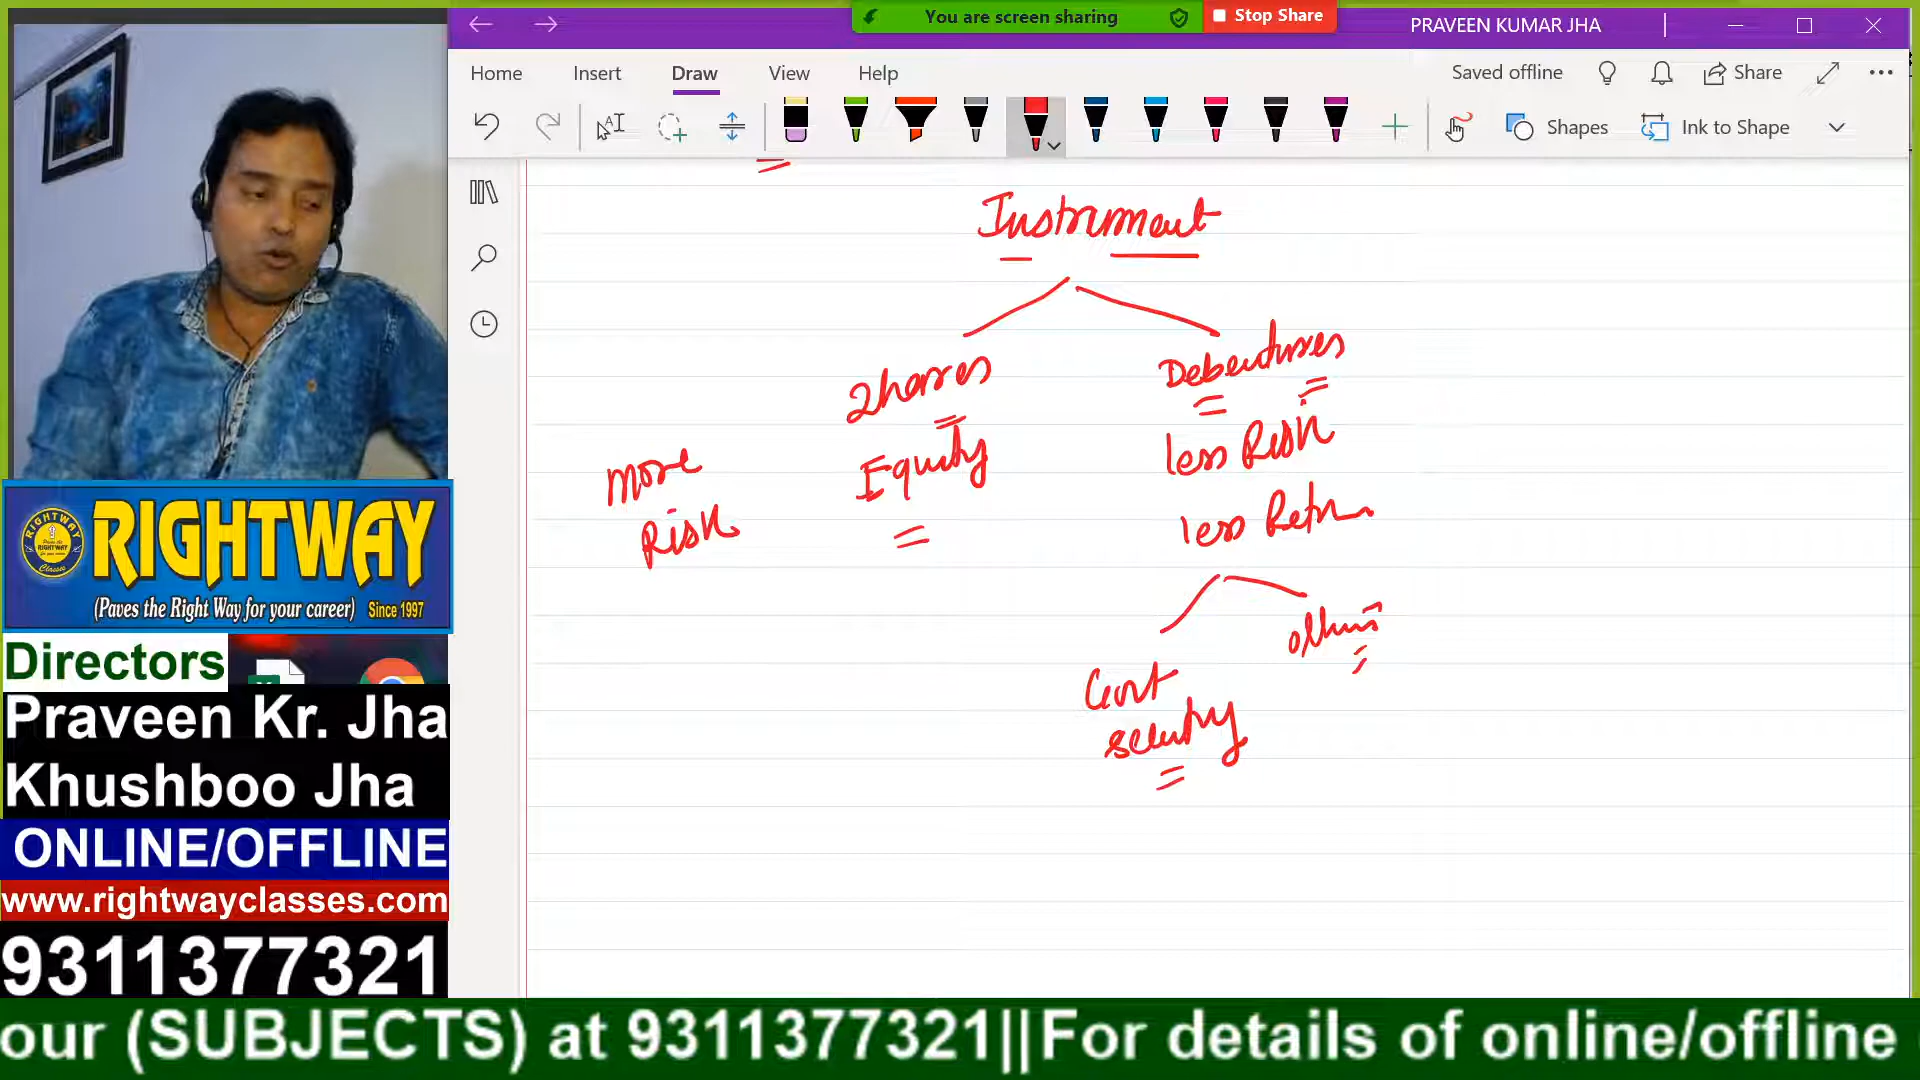 You are screen sharing
Stop Share
PRAVEEN KUMAR JHA
Home
Insert
Draw
View
Help
Saved offline
Share
Shapes
Ink to Shape
Instrument
Shares
Debentures
Equity
less Risk
More
Risk
less Retn.
others
Govt
security
RIGHTWAY
(Paves the Right Way for your career) Since 1997
Directors
Praveen Kr. Jha
Khushboo Jha
ONLINE/OFFLINE
www.rightwayclasses.com
9311377321
our (SUBJECTS) at 9311377321||For details of online/offline